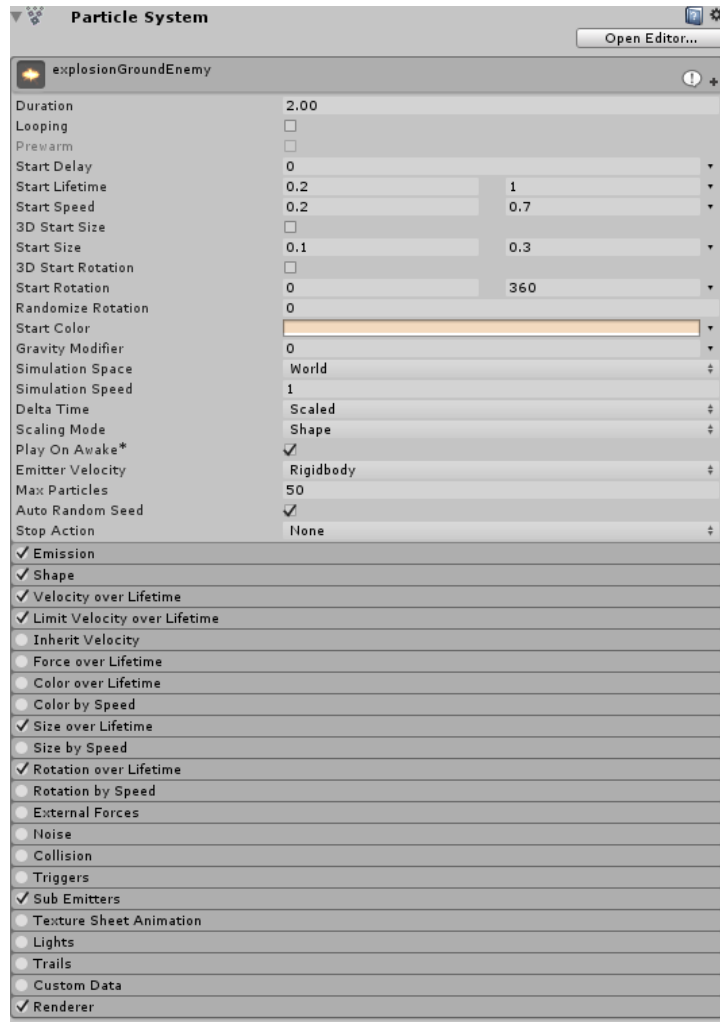 Particle System
Open Editor...
explosionGroundEnemy
Duration 2.00
Looping
Prewarm
Start Delay 0
Start Lifetime 0.2 1
Start Speed 0.2 0.7
3D Start Size
Start Size 0.1 0.3
3D Start Rotation
Start Rotation 0 360
Randomize Rotation 0
Start Color
Gravity Modifier 0
Simulation Space World
Simulation Speed 1
Delta Time Scaled
Scaling Mode Shape
Play On Awake*
Emitter Velocity Rigidbody
Max Particles 50
Auto Random Seed
Stop Action None
Emission
Shape
Velocity over Lifetime
Limit Velocity over Lifetime
Inherit Velocity
Force over Lifetime
Color over Lifetime
Color by Speed
Size over Lifetime
Size by Speed
Rotation over Lifetime
Rotation by Speed
External Forces
Noise
Collision
Triggers
Sub Emitters
Texture Sheet Animation
Lights
Trails
Custom Data
Renderer